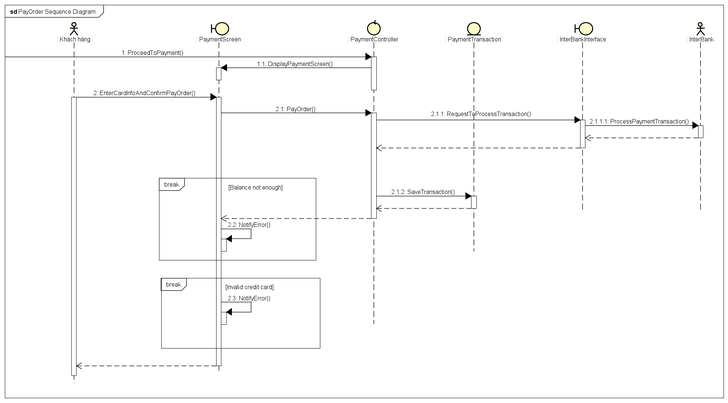 sd PayOrder Sequence Diagram
: Khách hàng
: PaymentScreen
: PaymentController
: PaymentTransaction
: InterBankInterface
: InterBank
1: ProceedToPayment()
1.1: DisplayPaymentScreen()
2: EnterCardInfoAndConfirmPayOrder()
2.1: PayOrder()
2.1.1: RequestToProcessTransaction()
2.1.1.1: ProcessPaymentTransaction()
break
[Balance not enough]
2.1.2: SaveTransaction()
2.2: NotifyError()
break
[Invalid credit card]
2.3: NotifyError()